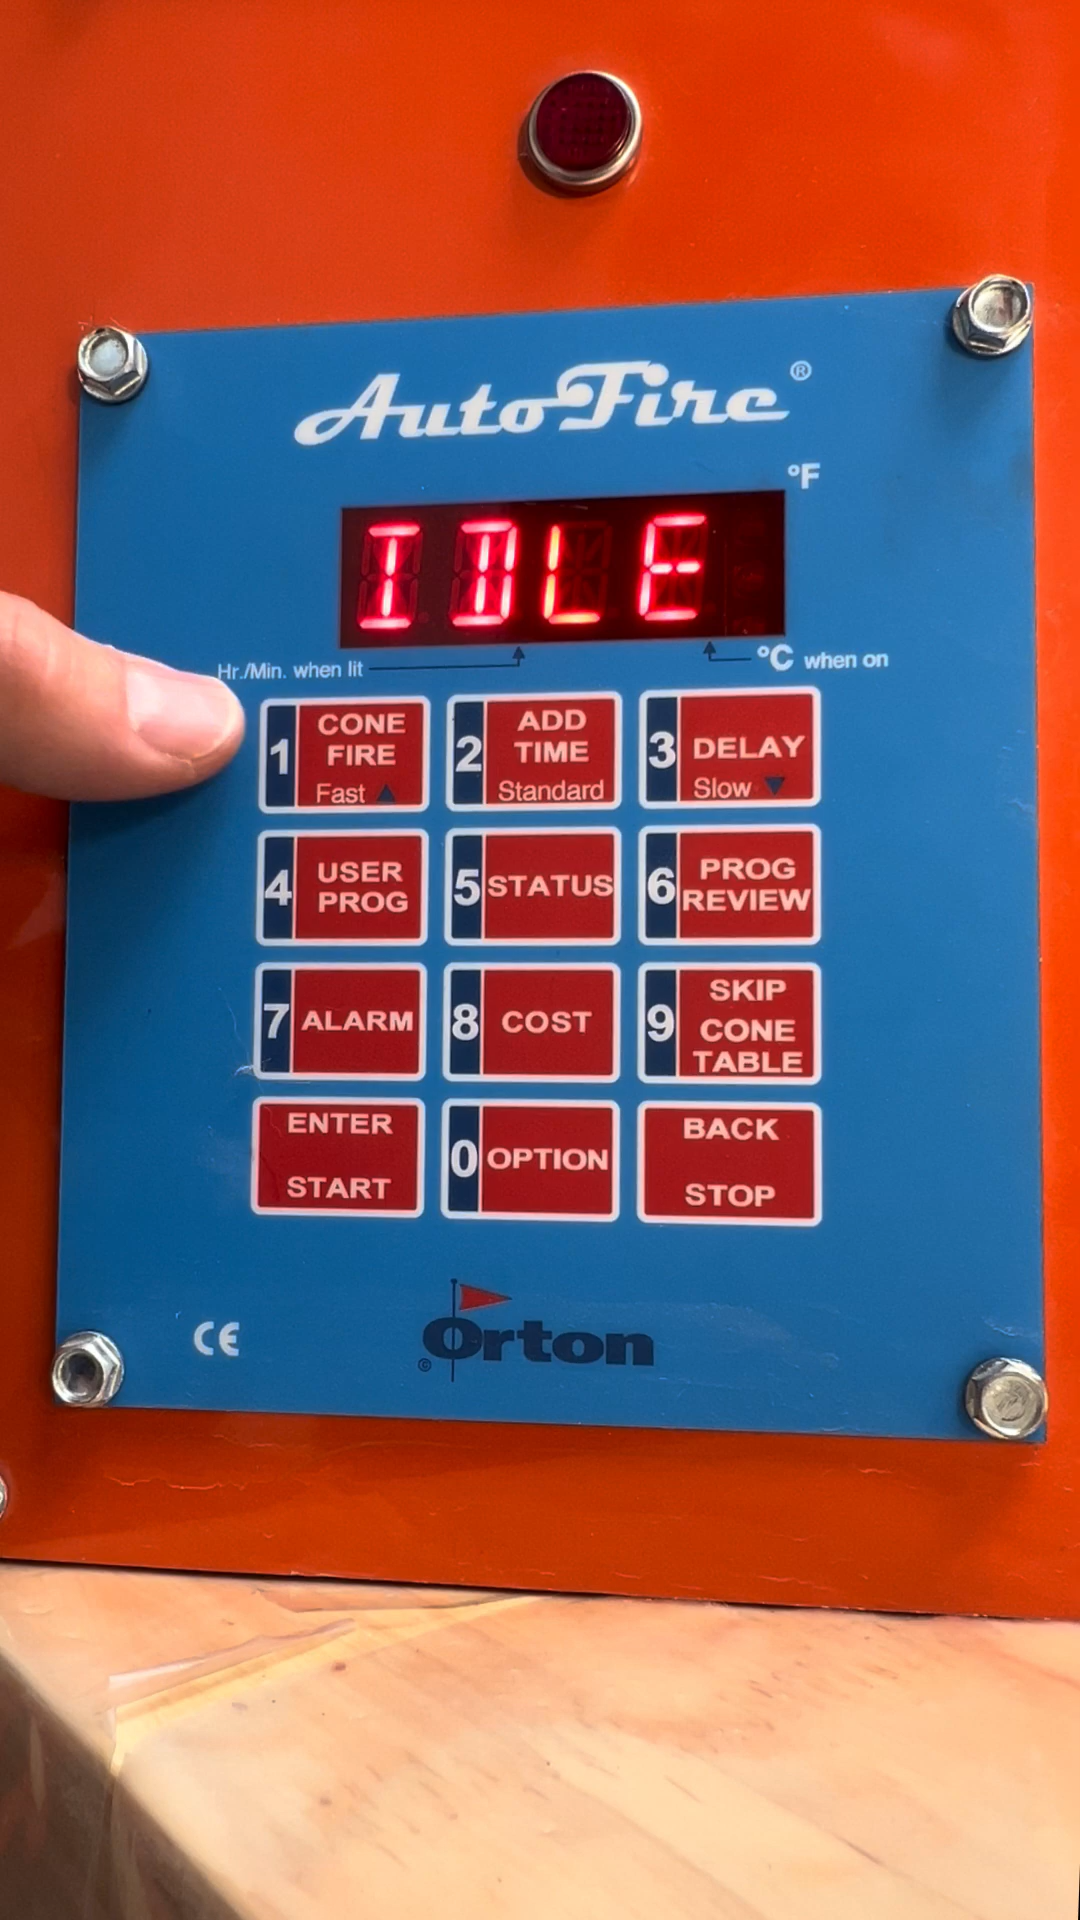 AutoFire®
°F
IDLE
Hr./Min. when lit
°C when on
1 CONE
FIRE
Fast ▲
2 ADD
TIME
Standard
3 DELAY
Slow ▼
4 USER
PROG
5 STATUS
6 PROG
REVIEW
7 ALARM
8 COST
9 SKIP
CONE
TABLE
ENTER
START
0 OPTION
BACK
STOP
CE
©Orton